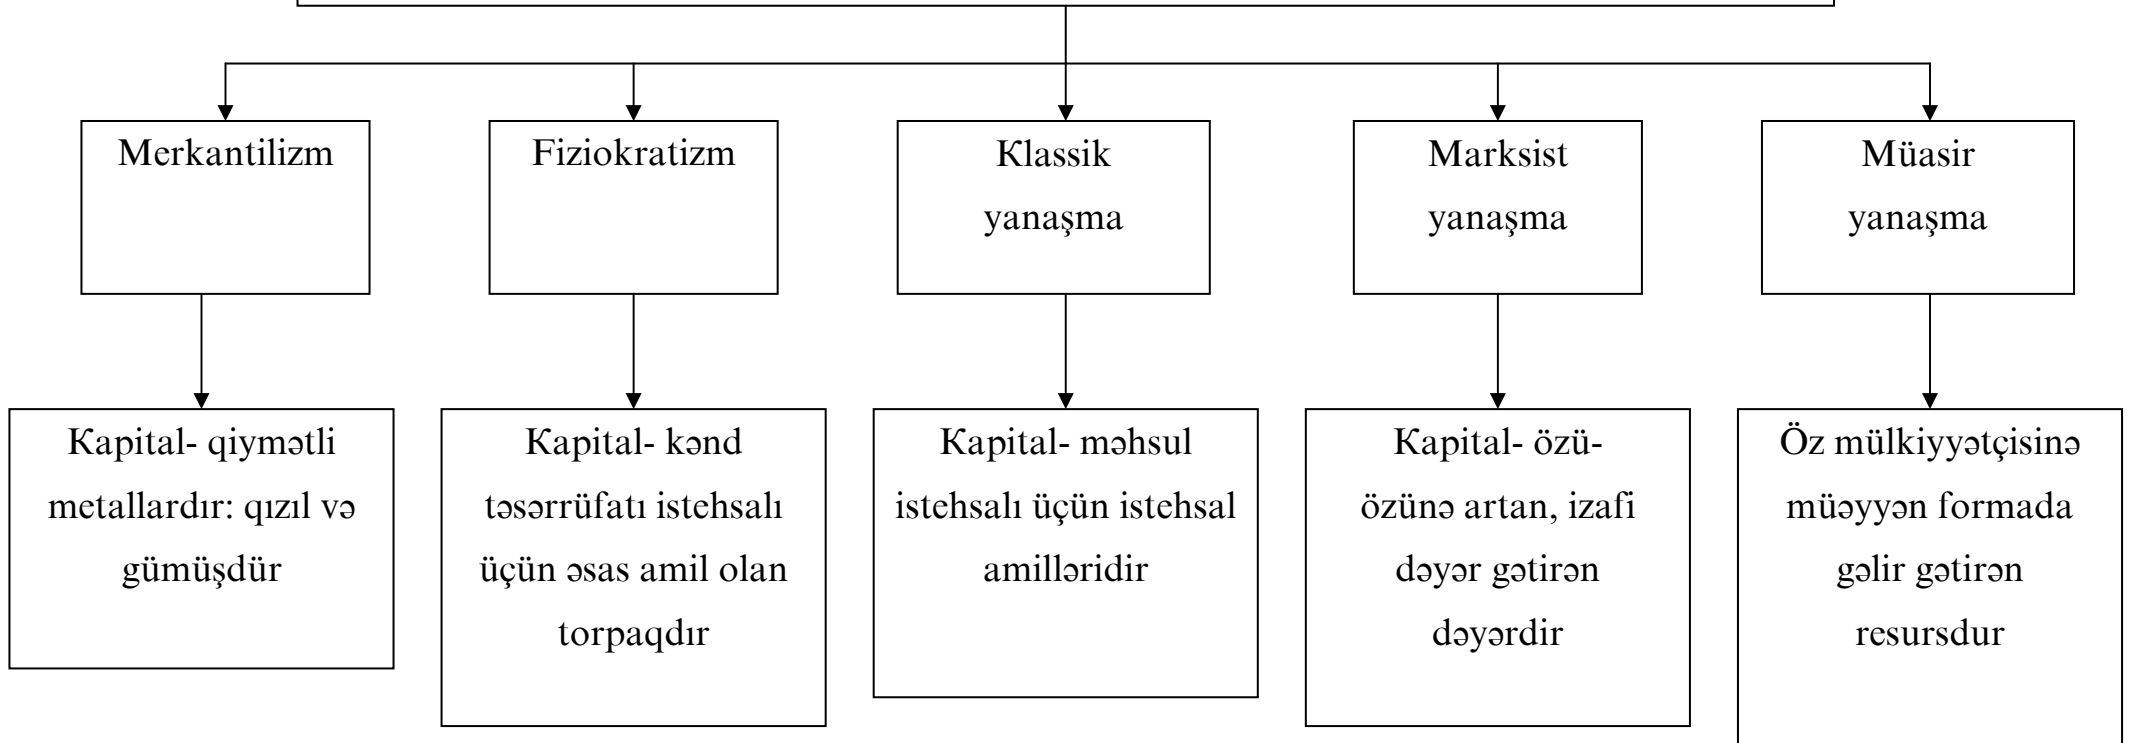 Merkantilizm
Fiziokratizm
Klassik
yanaşma
Marksist
yanaşma
Müasir
yanaşma
Kapital- qiymətli
metallardır: qızıl və
gümüşdür
Kapital- kənd
təsərrüfatı istehsalı
üçün əsas amil olan
torpaqdır
Kapital- məhsul
istehsalı üçün istehsal
amilləridir
Kapital- özü-
özünə artan, izafi
dəyər gətirən
dəyərdir
Öz mülkiyyətçisinə
müəyyən formada
gəlir gətirən
resursdur